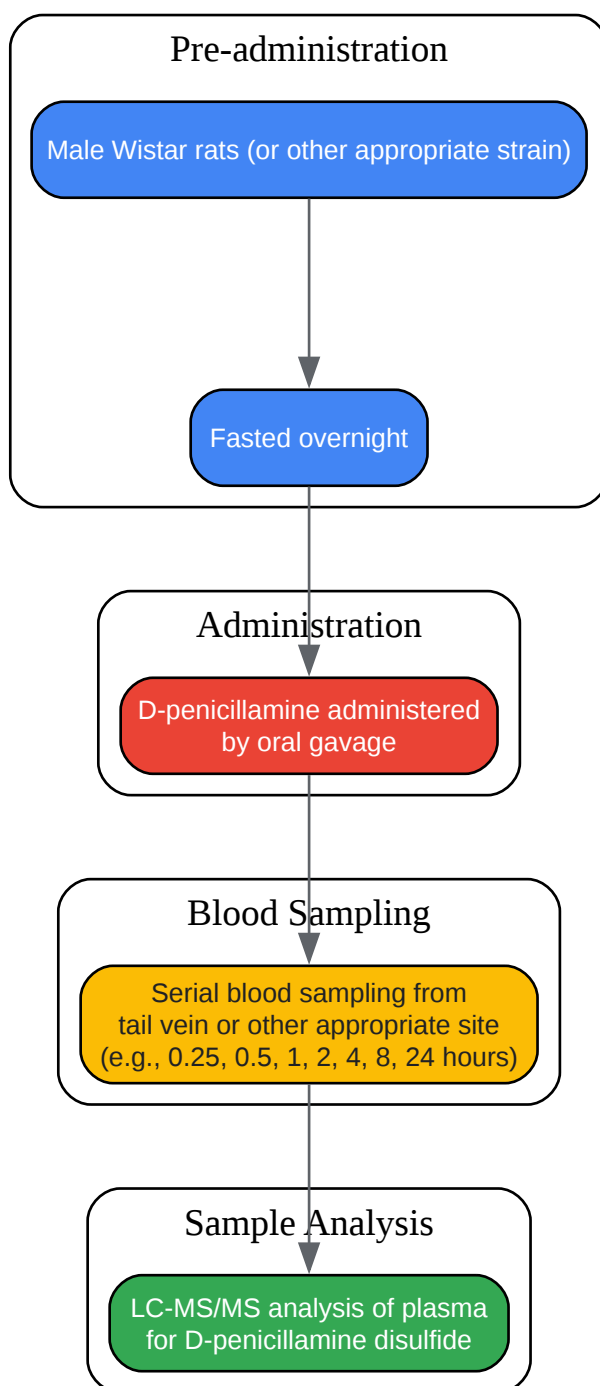 Pre-administration
Male Wistar rats (or other appropriate strain)
Fasted overnight
Administration
D-penicillamine administered
by oral gavage
Blood Sampling
Serial blood sampling from
tail vein or other appropriate site
(e.g., 0.25, 0.5, 1, 2, 4, 8, 24 hours)
Sample Analysis
LC-MS/MS analysis of plasma
for D-penicillamine disulfide